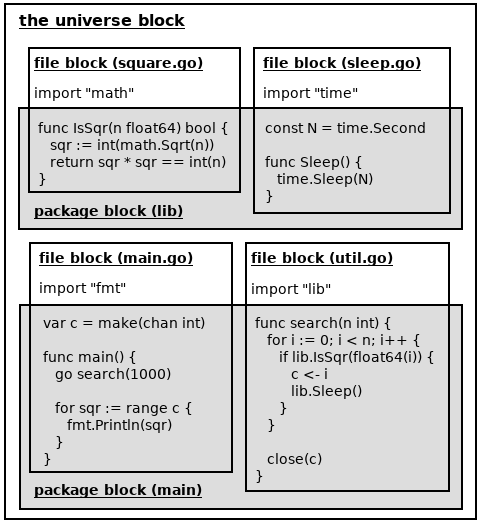 the universe block
file block (square.go)
import "math"
func IsSqr(n float64) bool {
   sqr := int(math.Sqrt(n))
   return sqr * sqr == int(n)
}
file block (sleep.go)
import "time"
const N = time.Second

func Sleep() {
   time.Sleep(N)
}
package block (lib)
file block (main.go)
import "fmt"
var c = make(chan int)

func main() {
   go search(1000)

   for sqr := range c {
      fmt.Println(sqr)
   }
}
file block (util.go)
import "lib"
func search(n int) {
   for i := 0; i < n; i++ {
      if lib.IsSqr(float64(i)) {
         c <- i
         lib.Sleep()
      }
   }

   close(c)
}
package block (main)